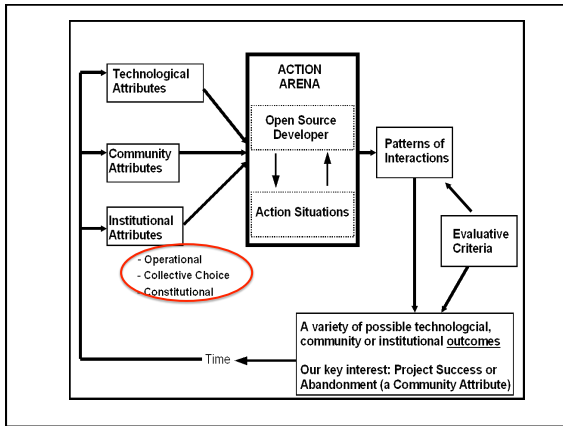 Technological
Attributes
Community
Attributes
Institutional
Attributes
- Operational
- Collective Choice
- Constitutional
ACTION
ARENA
Open Source
Developer
Action Situations
Patterns of
Interactions
Evaluative
Criteria
A variety of possible technologcial,
community or institutional outcomes
Our key interest: Project Success or
Abandonment (a Community Attribute)
Time